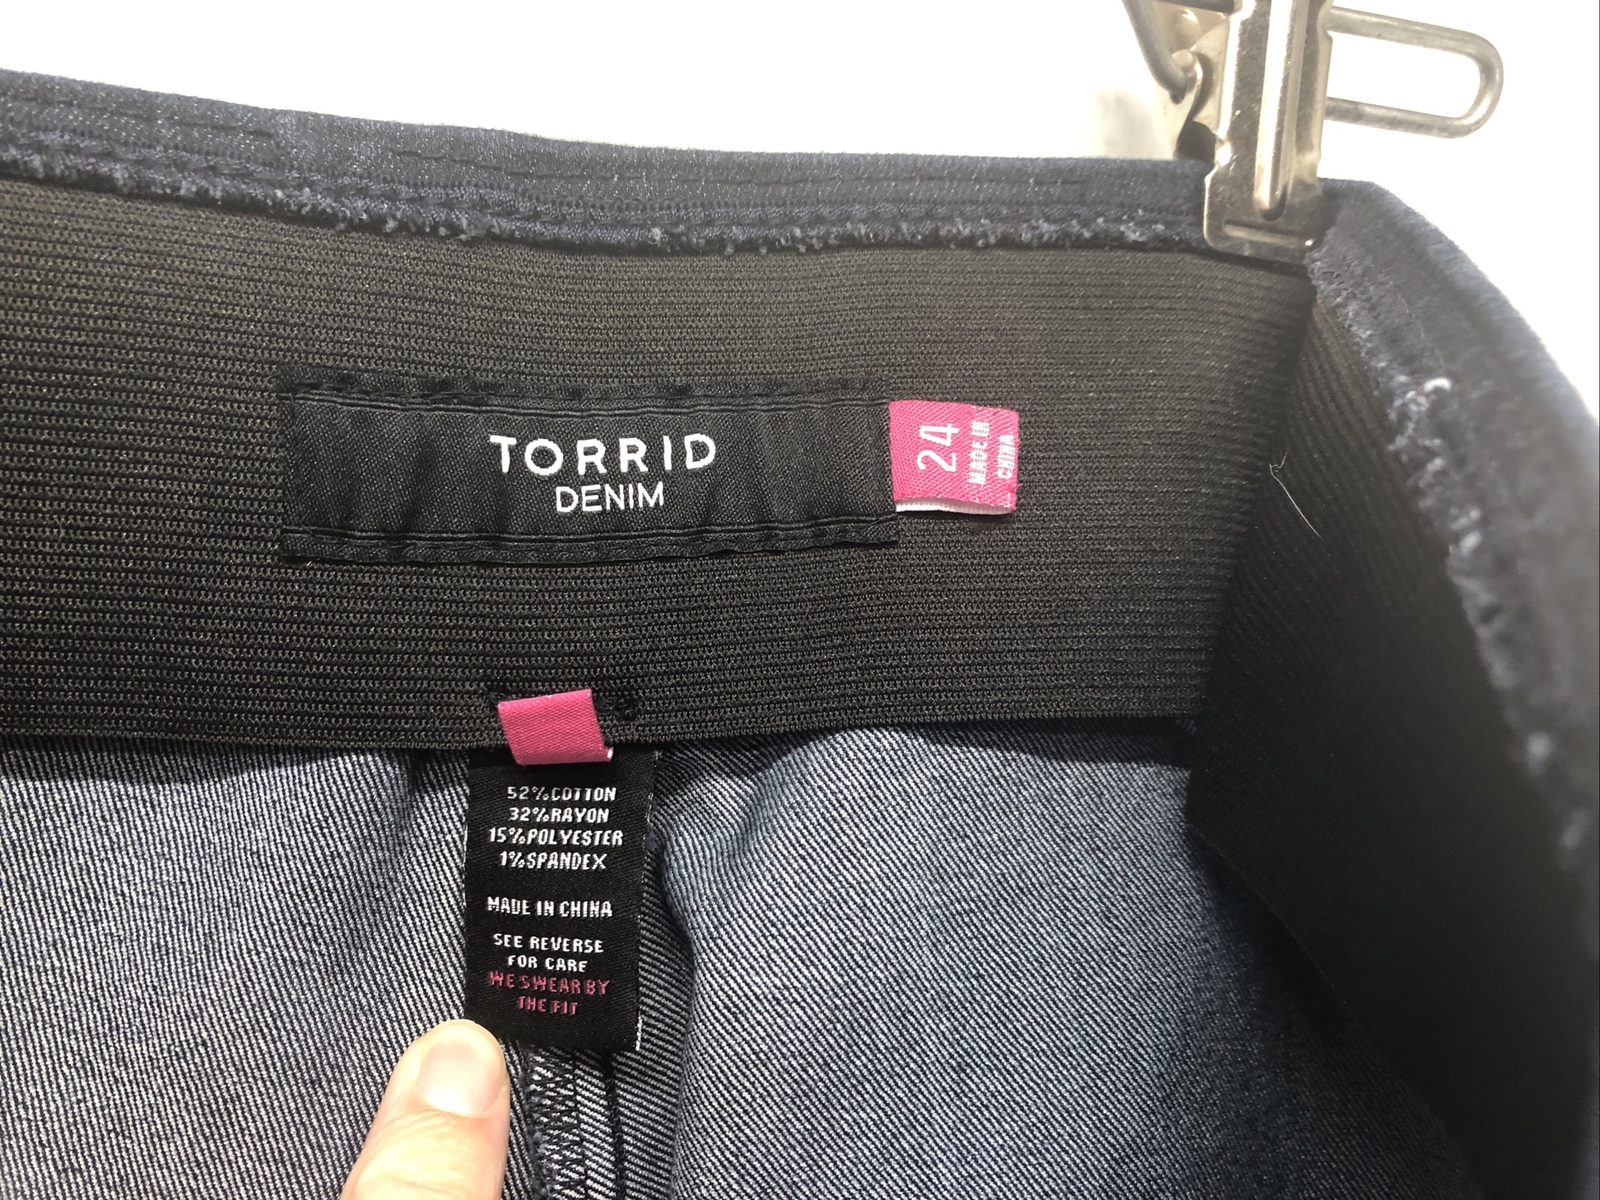 TORRID
DENIM
24
MADE IN
CHINA
52%COTTON
32%RAYON
15%POLYESTER
1%SPANDEX
MADE IN CHINA
SEE REVERSE
FOR CARE
WE SWEAR BY
THE FIT